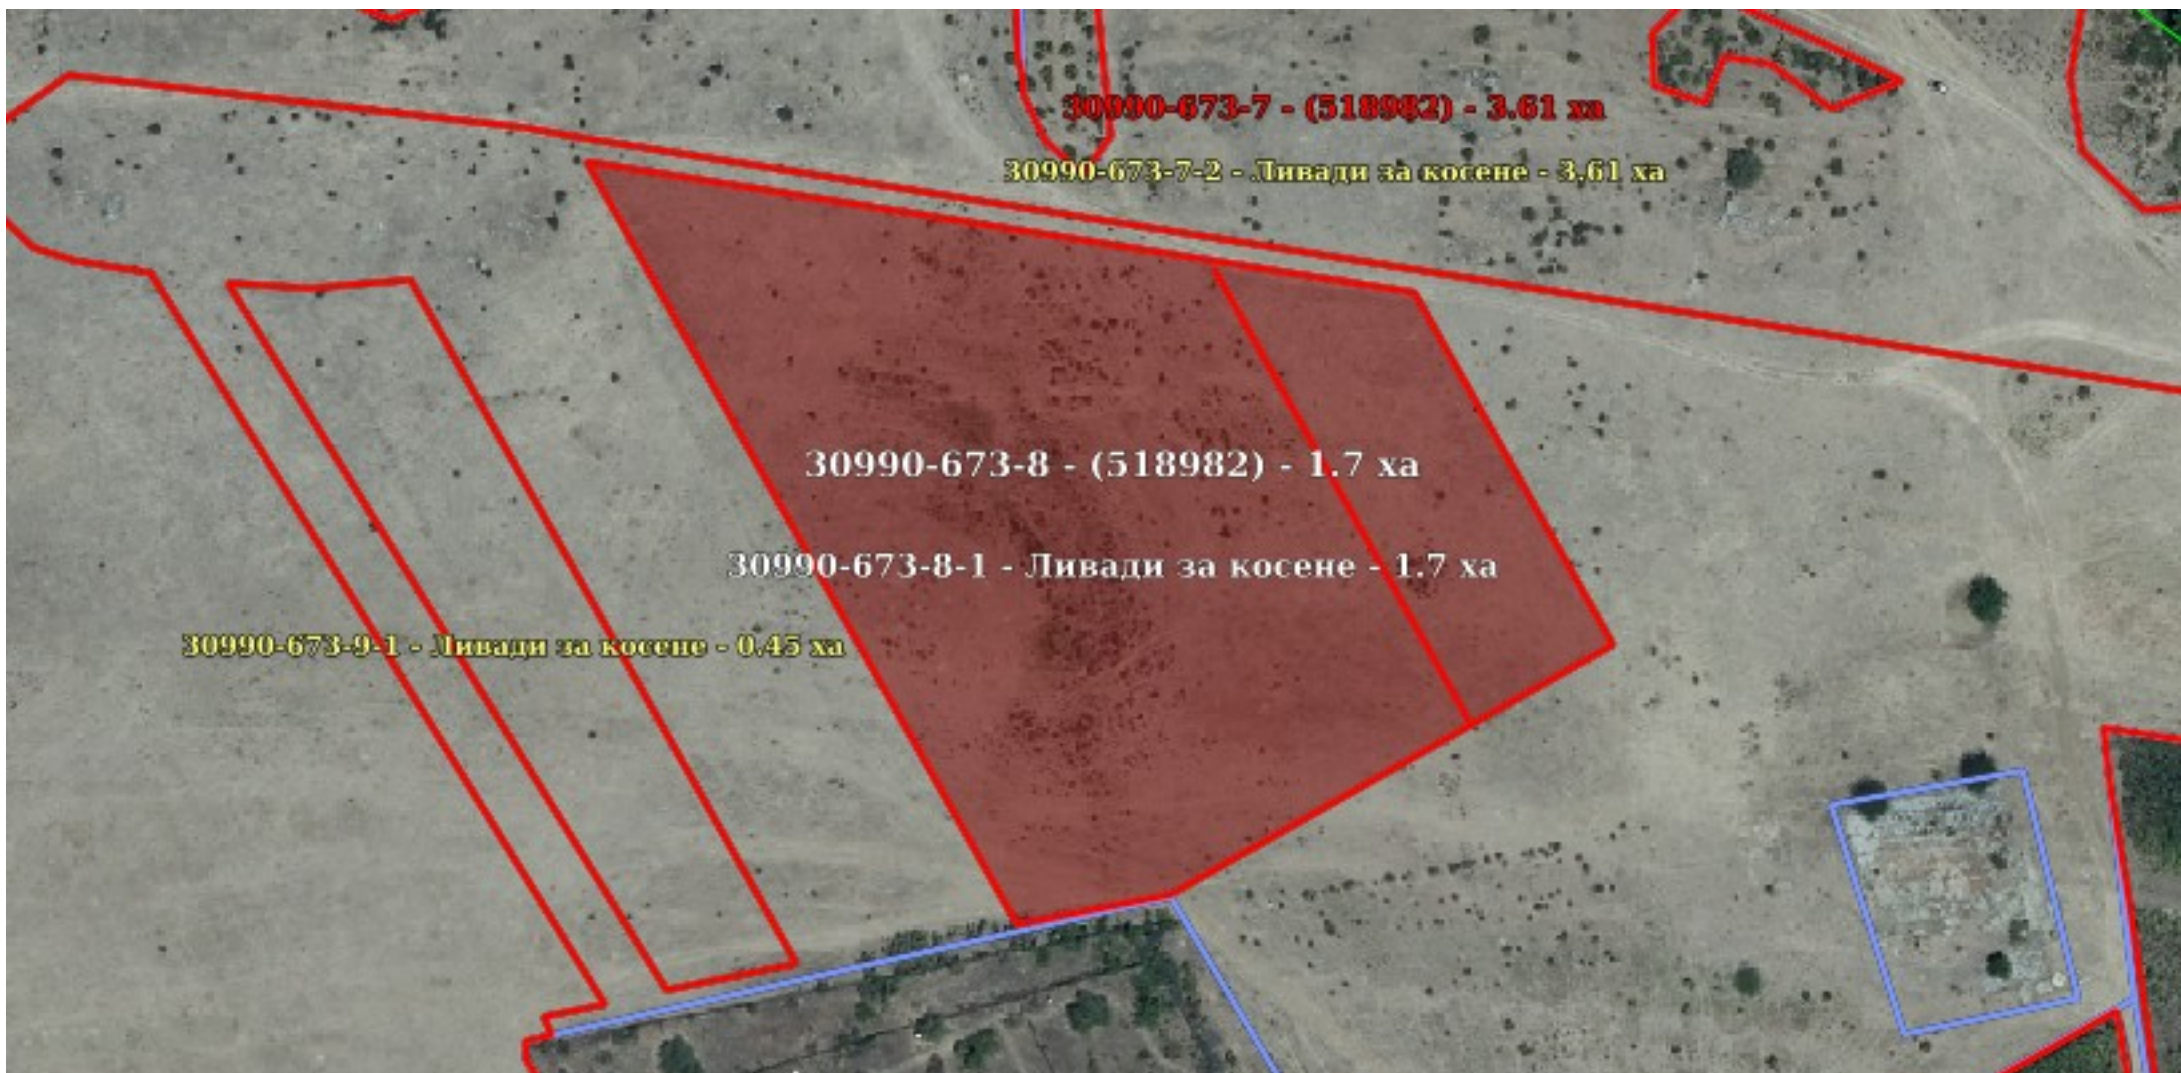 30990-673-7 - (518982) - 3.61 ха
30990-673-7-2 - Ливади за косене - 3.61 ха
30990-673-8 - (518982) - 1.7 ха
30990-673-8-1 - Ливади за косене - 1.7 ха
30990-673-9-1 - Ливади за косене - 0.45 ха